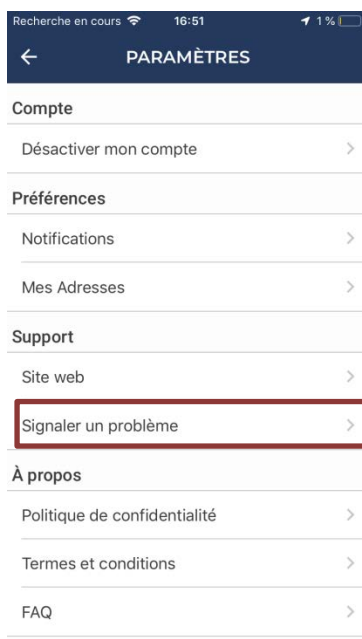 Recherche en cours 16:51 1 %
PARAMÈTRES
Compte
Désactiver mon compte
Préférences
Notifications
Mes Adresses
Support
Site web
Signaler un problème
À propos
Politique de confidentialité
Termes et conditions
FAQ